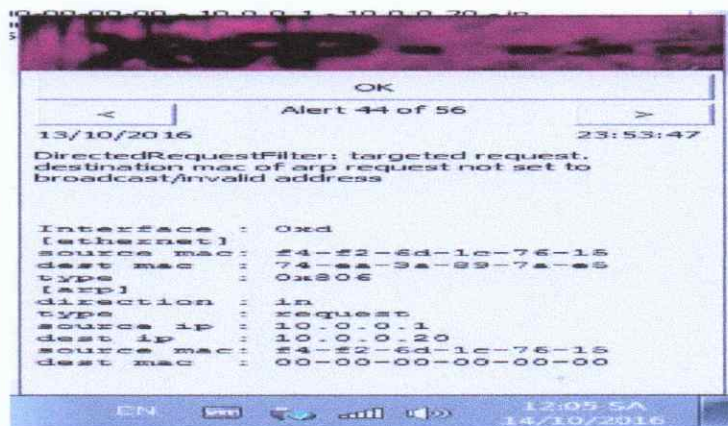 OK
< Alert 44 of 56 >
13/10/2016 23:53:47
DirectedRequestFilter: targeted request.
destination mac of arp request not set to
broadcast/invalid address
Interface : 0xd
[ethernet]
source mac: f4-f2-6d-1c-76-15
dest mac : 74-ea-3a-89-7a-e5
type : 0x806
[arp]
direction : in
type : request
source ip : 10.0.0.1
dest ip : 10.0.0.20
source mac: f4-f2-6d-1c-76-15
dest mac : 00-00-00-00-00-00
EN 12:05 SA
14/10/2016